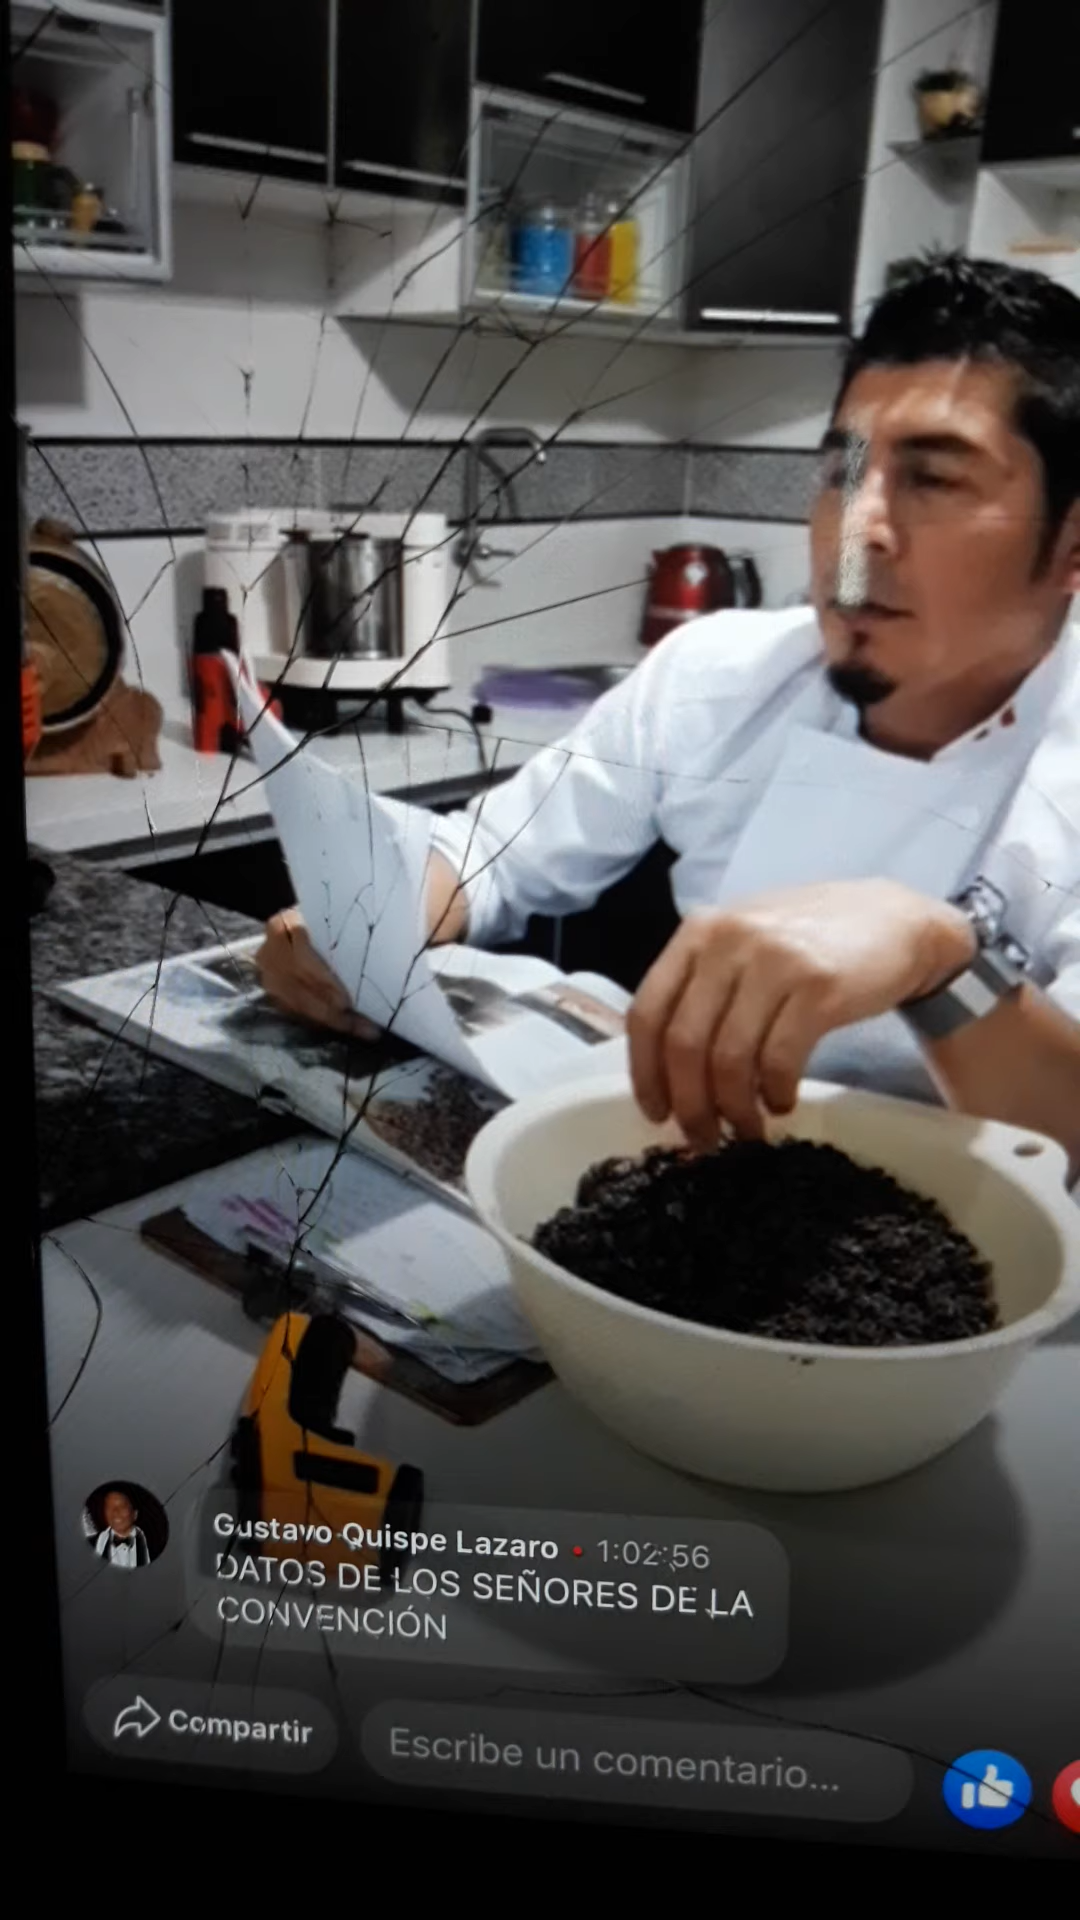 Gustavo Quispe Lazaro • 1:02:56
DATOS DE LOS SEÑORES DE LA
CONVENCIÓN
Compartir
Escribe un comentario...